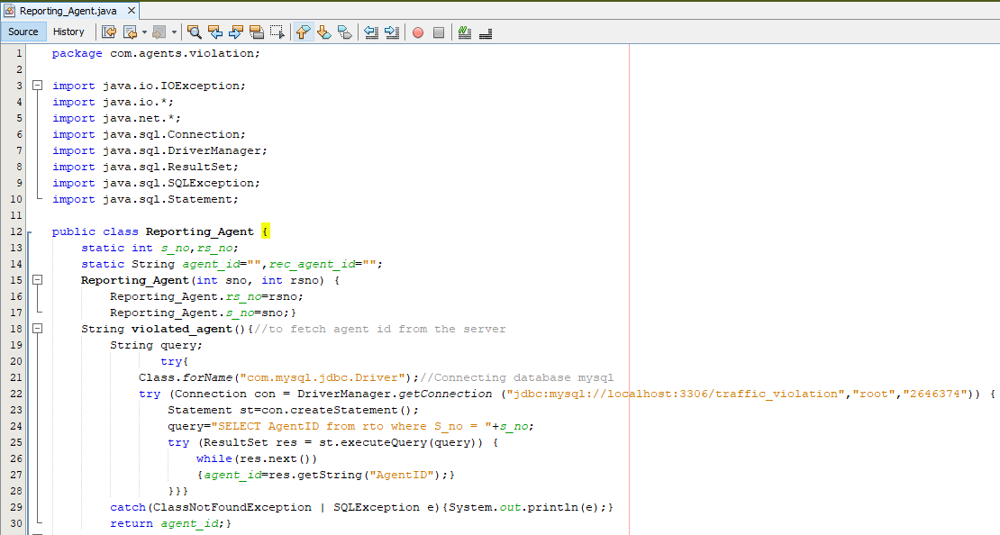 Reporting_Agent.java
Source History
1 package com.agents.violation;
2
3 import java.io.IOException;
4 import java.io.*;
5 import java.net.*;
6 import java.sql.Connection;
7 import java.sql.DriverManager;
8 import java.sql.ResultSet;
9 import java.sql.SQLException;
10 import java.sql.Statement;
11
12 public class Reporting_Agent {
13 static int s_no,rs_no;
14 static String agent_id="",rec_agent_id="";
15 Reporting_Agent(int sno, int rsno) {
16 Reporting_Agent.rs_no=rsno;
17 Reporting_Agent.s_no=sno;}
18 String violated_agent(){//to fetch agent id from the server
19 String query;
20 try{
21 Class.forName("com.mysql.jdbc.Driver");//Connecting database mysql
22 try (Connection con = DriverManager.getConnection ("jdbc:mysql://localhost:3306/traffic_violation","root","2646374")) {
23 Statement st=con.createStatement();
24 query="SELECT AgentID from rto where S_no = "+s_no;
25 try (ResultSet res = st.executeQuery(query)) {
26 while(res.next())
27 {agent_id=res.getString("AgentID");}
28 }}}
29 catch(ClassNotFoundException | SQLException e){System.out.println(e);}
30 return agent_id;}